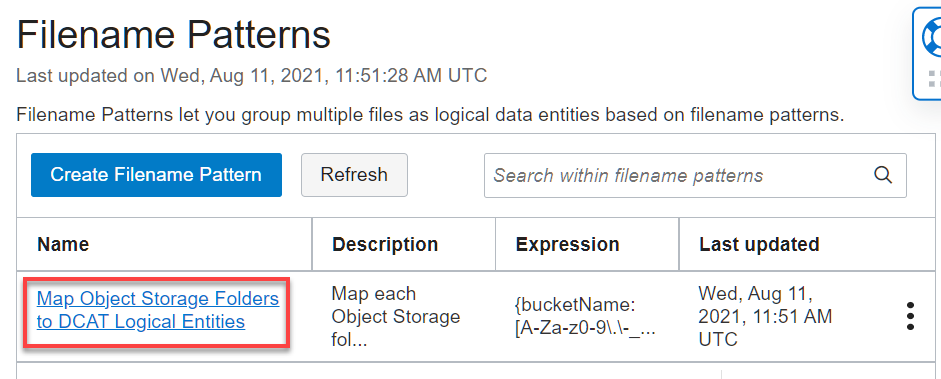 Filename Patterns
Last updated on Wed, Aug 11, 2021, 11:51:28 AM UTC
Filename Patterns let you group multiple files as logical data entities based on filename patterns.
Create Filename Pattern
Refresh
Search within filename patterns
Name
Description
Expression
Last updated
Map Object Storage Folders
to DCAT Logical Entities
Map each
Object Storage
fol...
{bucketName:
[A-Za-z0-9\.\-_...
Wed, Aug 11,
2021, 11:51 AM
UTC